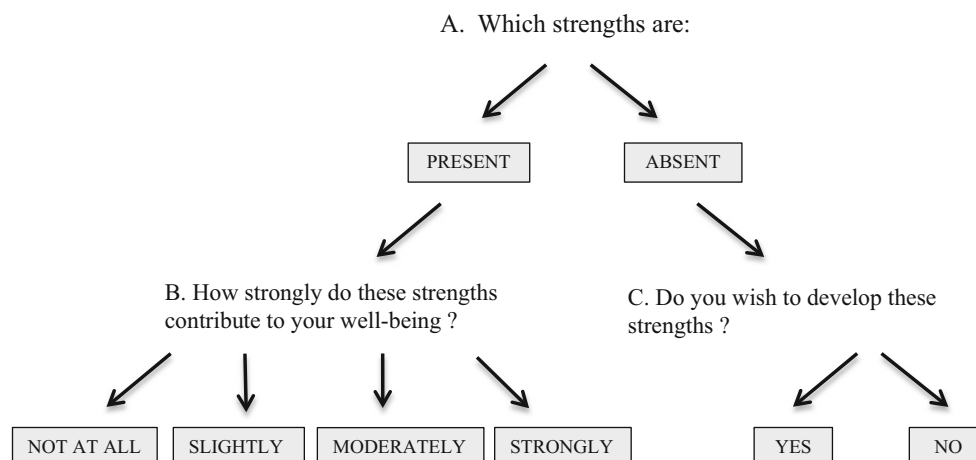 A. Which strengths are:
PRESENT
ABSENT
B. How strongly do these strengths
contribute to your well-being ?
C. Do you wish to develop these
strengths ?
NOT AT ALL
SLIGHTLY
MODERATELY
STRONGLY
YES
NO